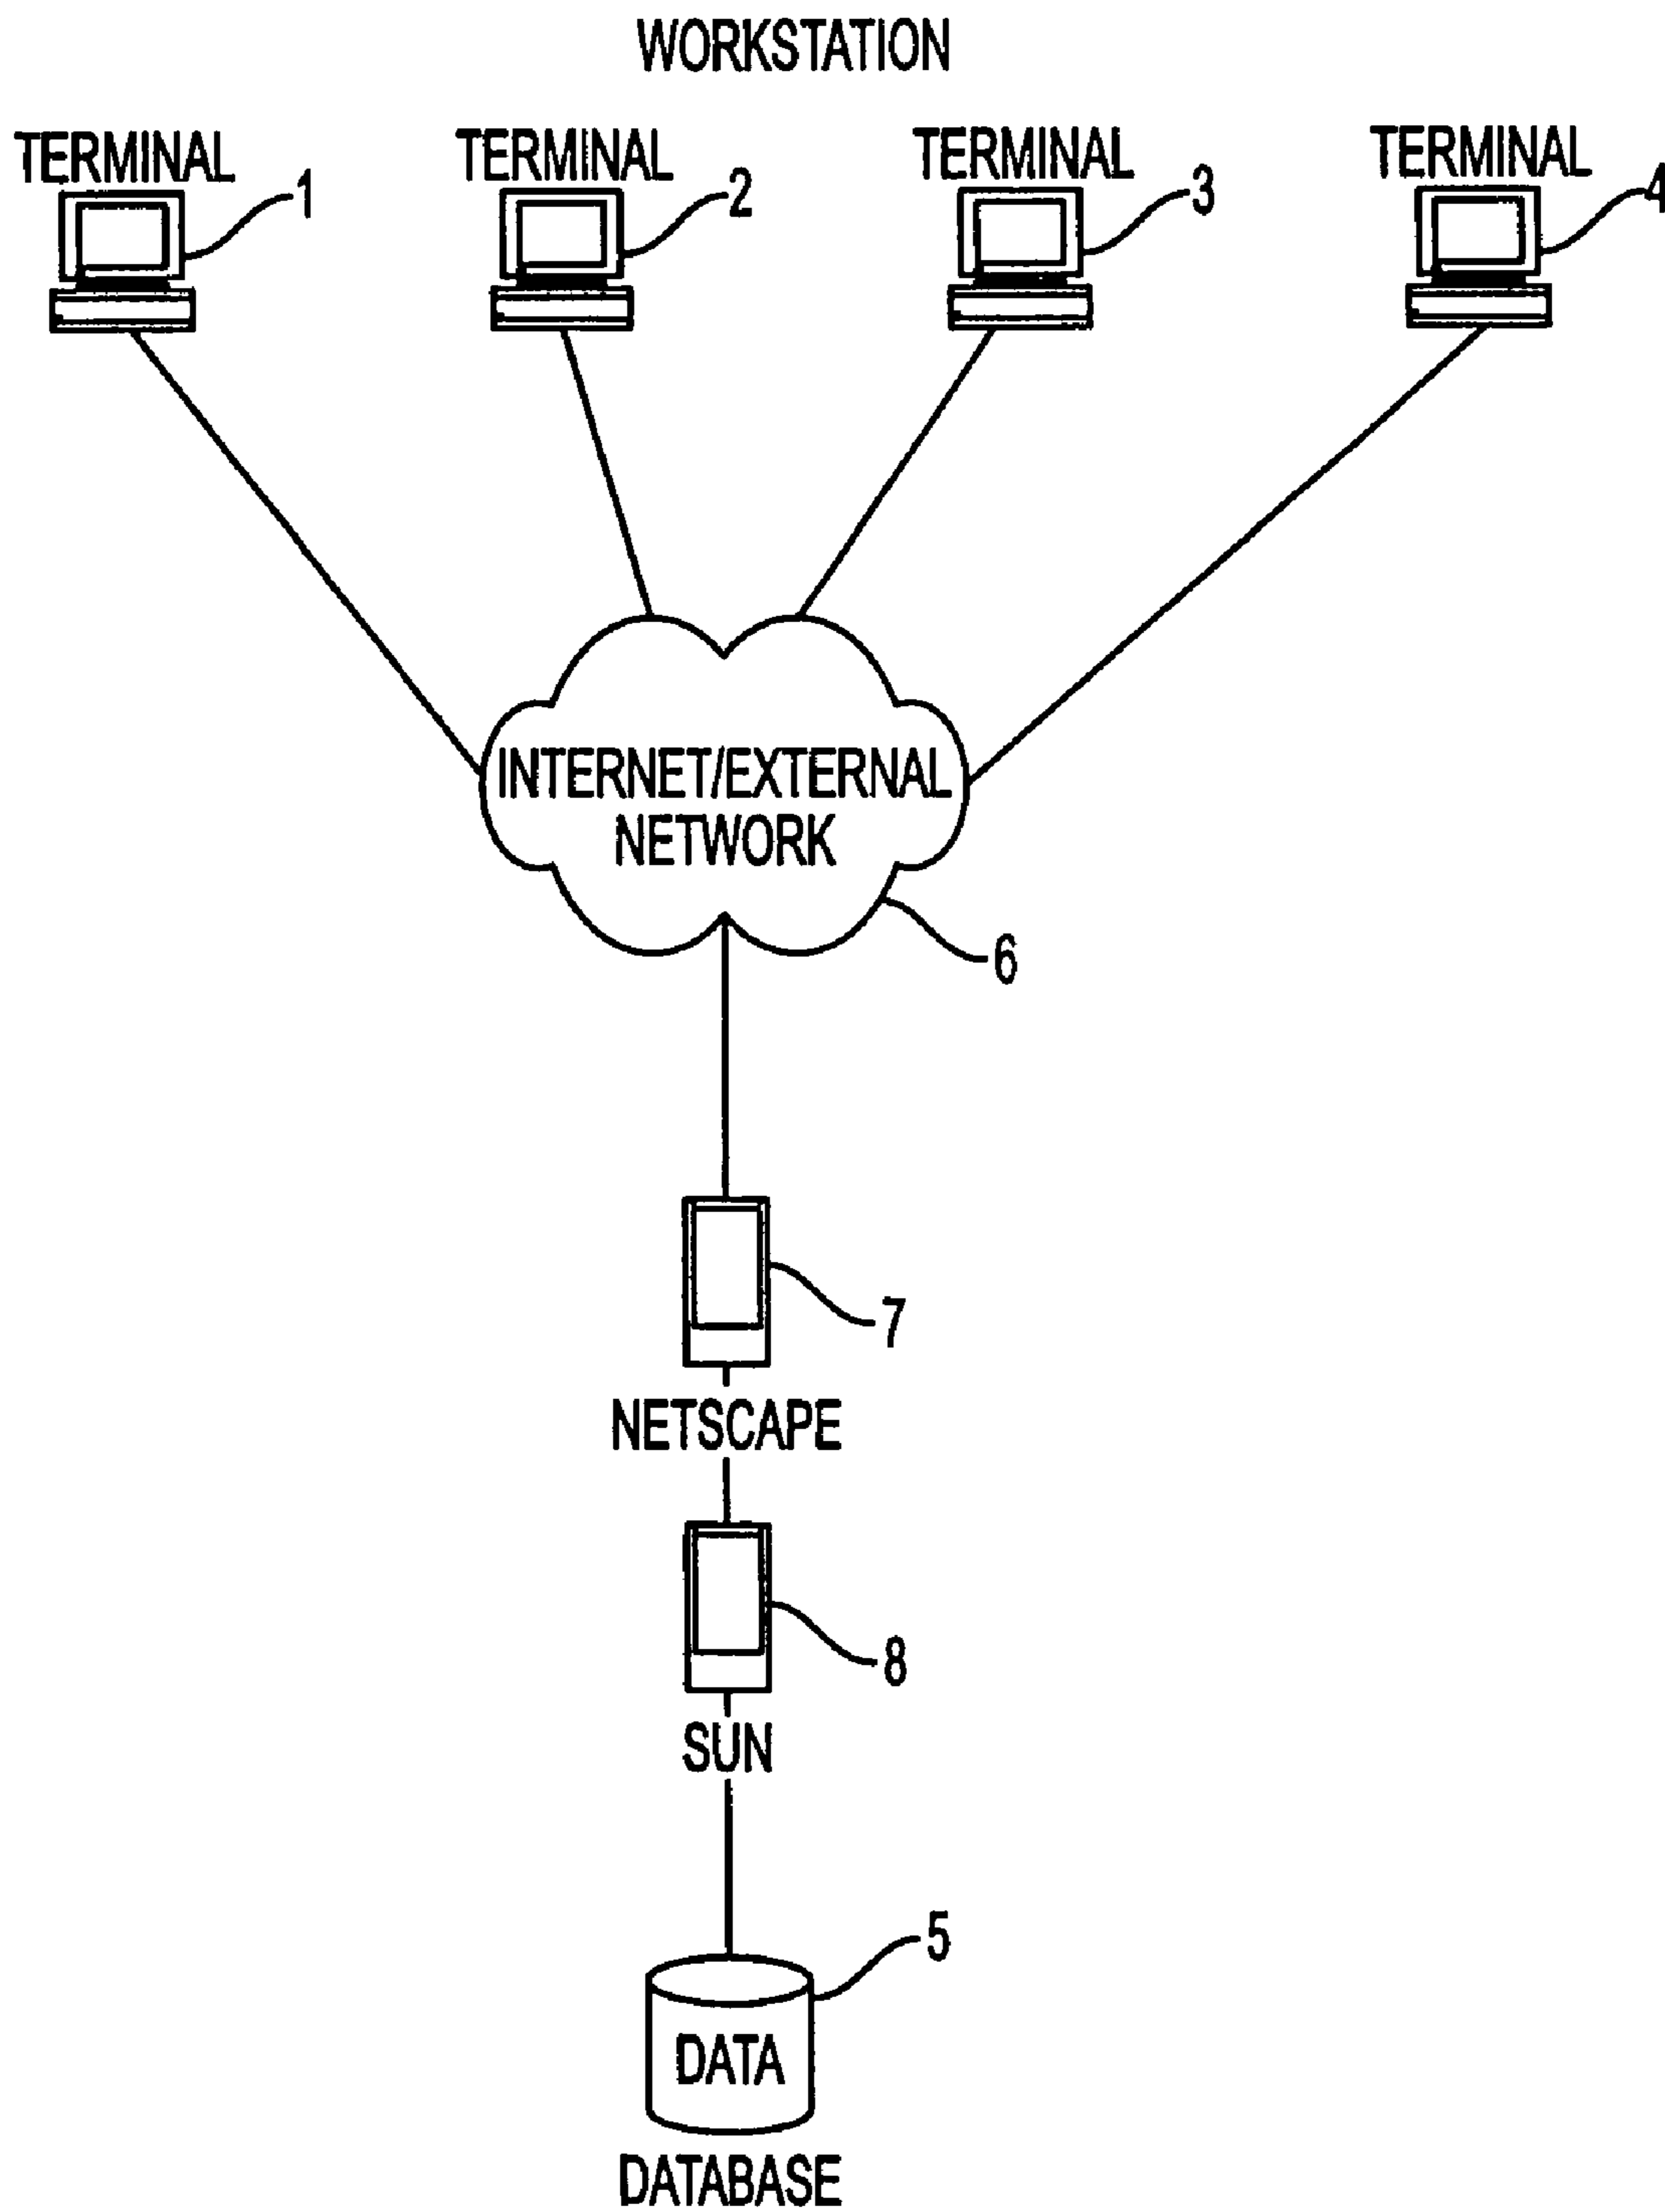 WORKSTATION
TERMINAL
TERMINAL
TERMINAL
TERMINAL
1
2
3
4
INTERNET/EXTERNAL
NETWORK
6
7
NETSCAPE
8
SUN
5
DATA
DATABASE